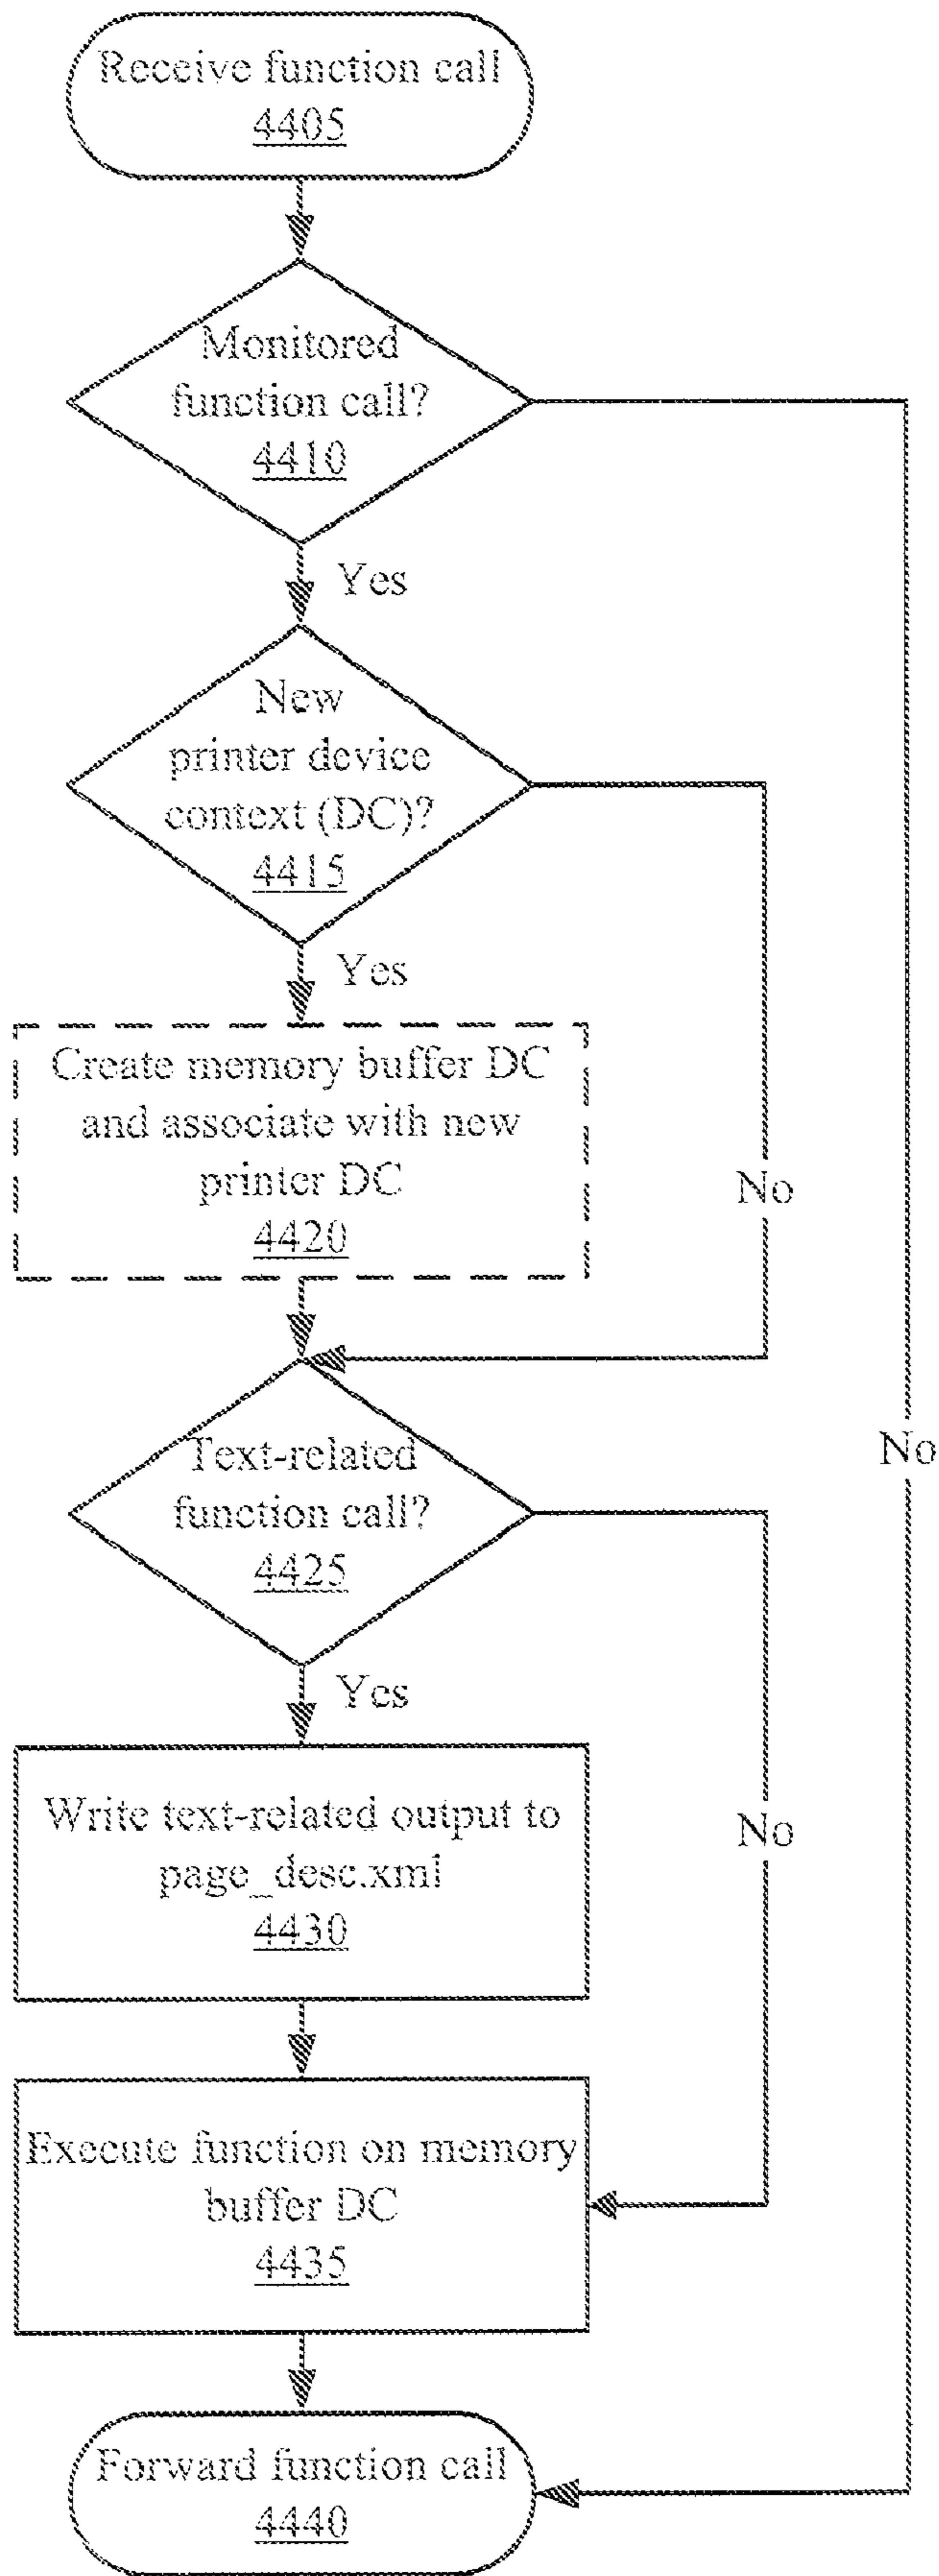 Receive function call
4405
Monitored
function call?
4410
Yes
New
printer device
context (DC)?
4415
Yes
Create memory buffer DC
and associate with new
printer DC
4420
No
Text-related
function call?
4425
No
Yes
Write text-related output to
page_desc.xml
4430
No
Execute function on memory
buffer DC
4435
Forward function call
4440